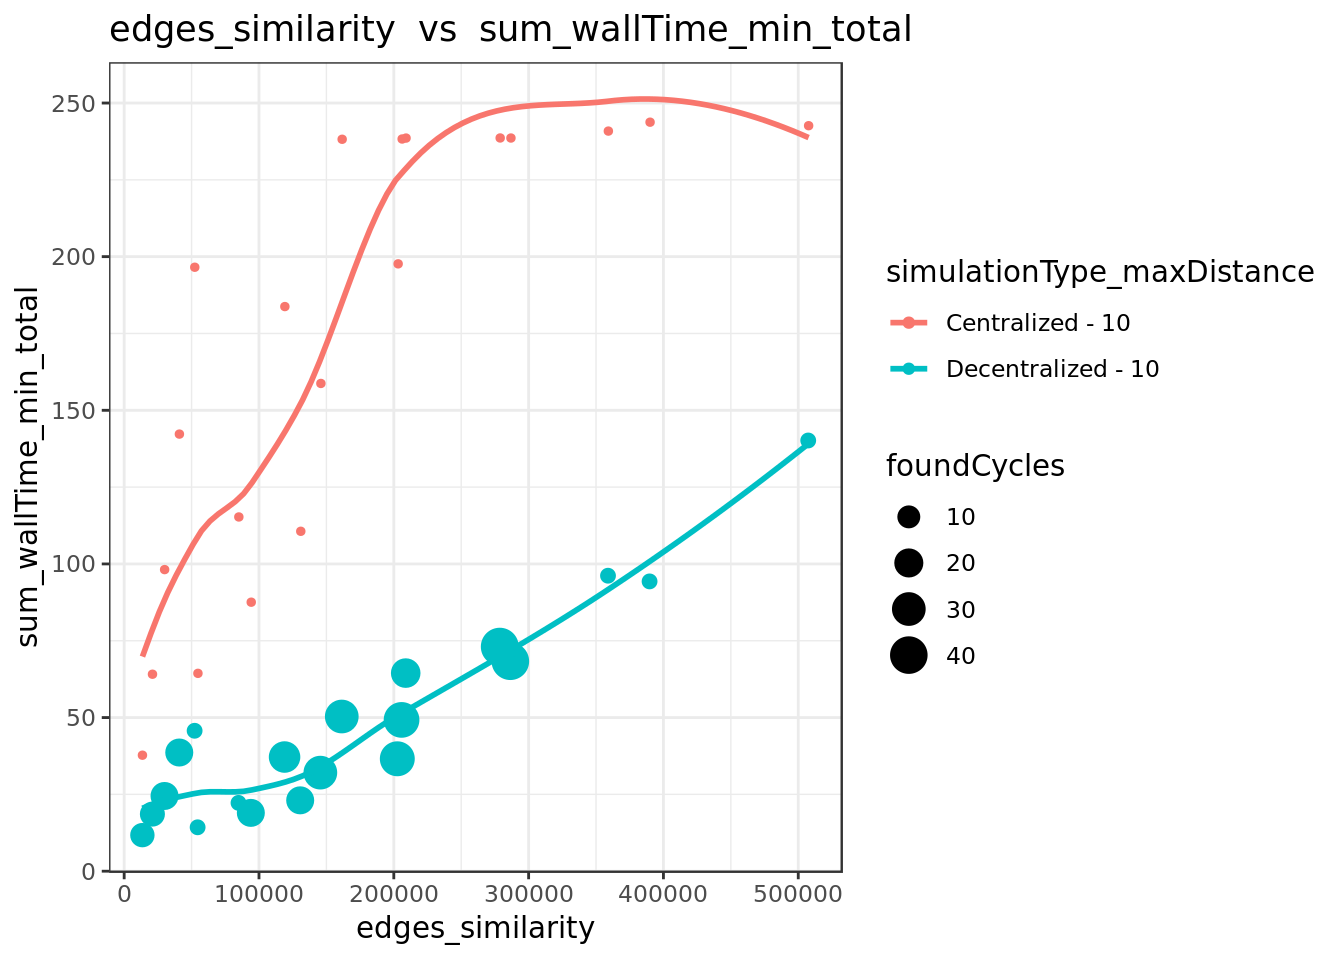 edges_similarity vs sum_wallTime_min_total
sum_wallTime_min_total
250
200
150
100
50
0
0 100000 200000 300000 400000 500000
edges_similarity
simulationType_maxDistance
Centralized - 10
Decentralized - 10
foundCycles
10
20
30
40